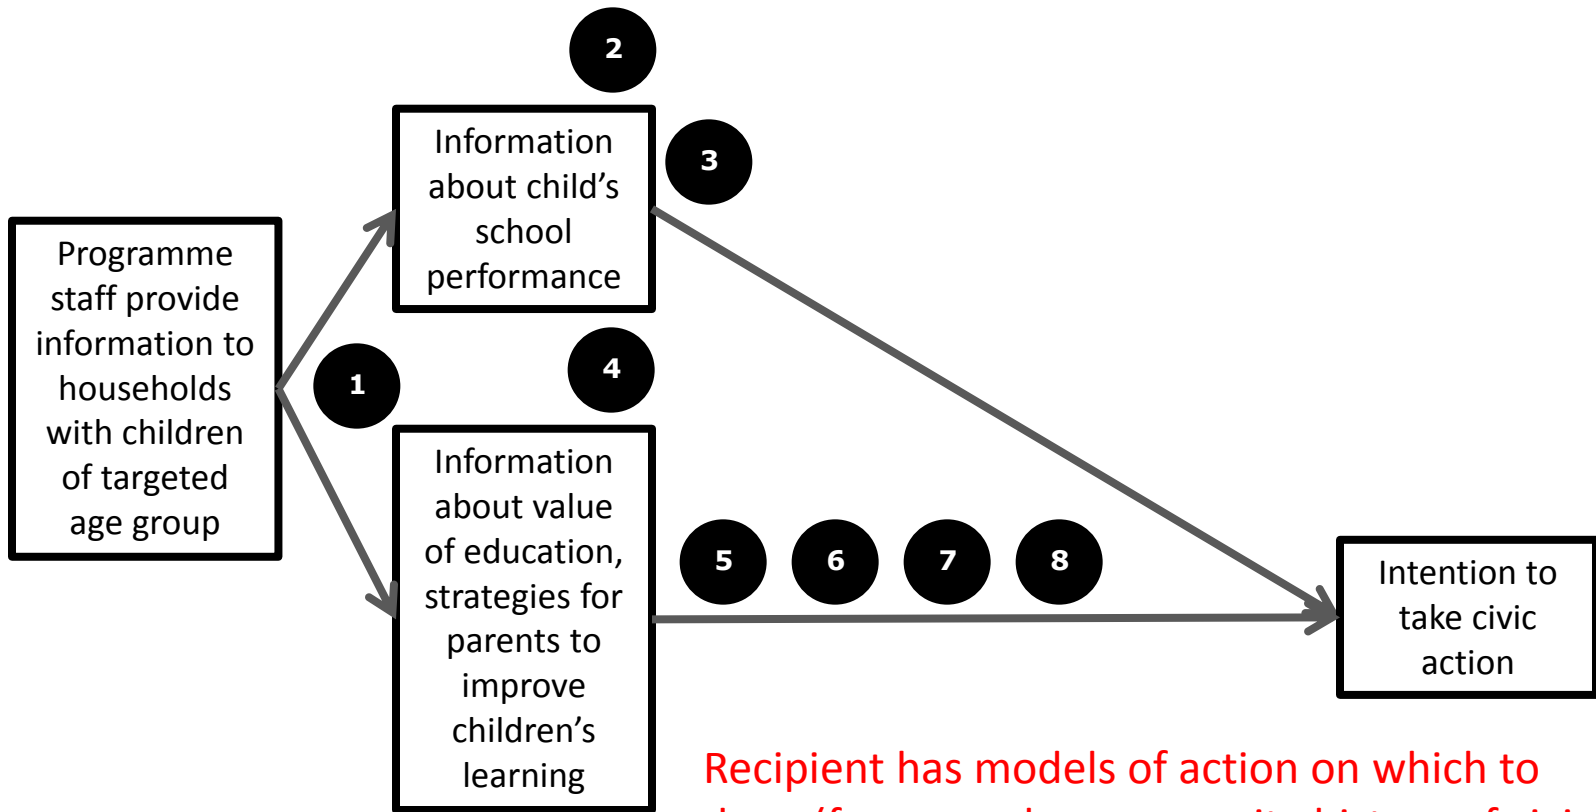 2
Information
about child's
school
performance
3
Programme
staff provide
information to
households
with children
of targeted
age group
1
4
Information
about value
of education,
strategies for
parents to
improve
children's
learning
5 6 7 8
Intention to
take civic
action
Recipient has models of action on which to